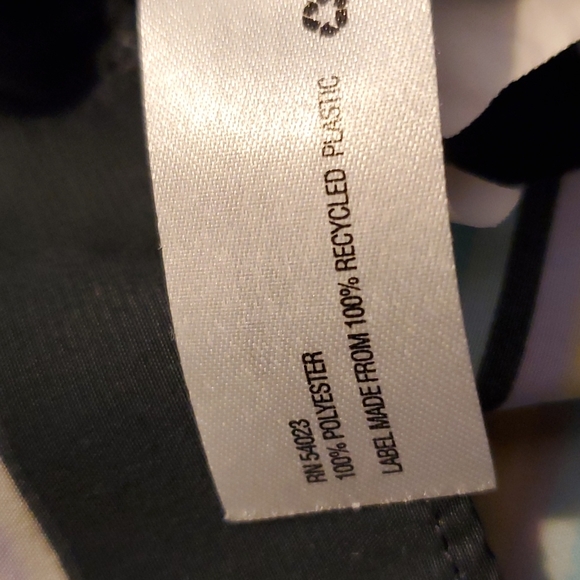 RN 54023
100% POLYESTER
LABEL MADE FROM 100% RECYCLED PLASTIC